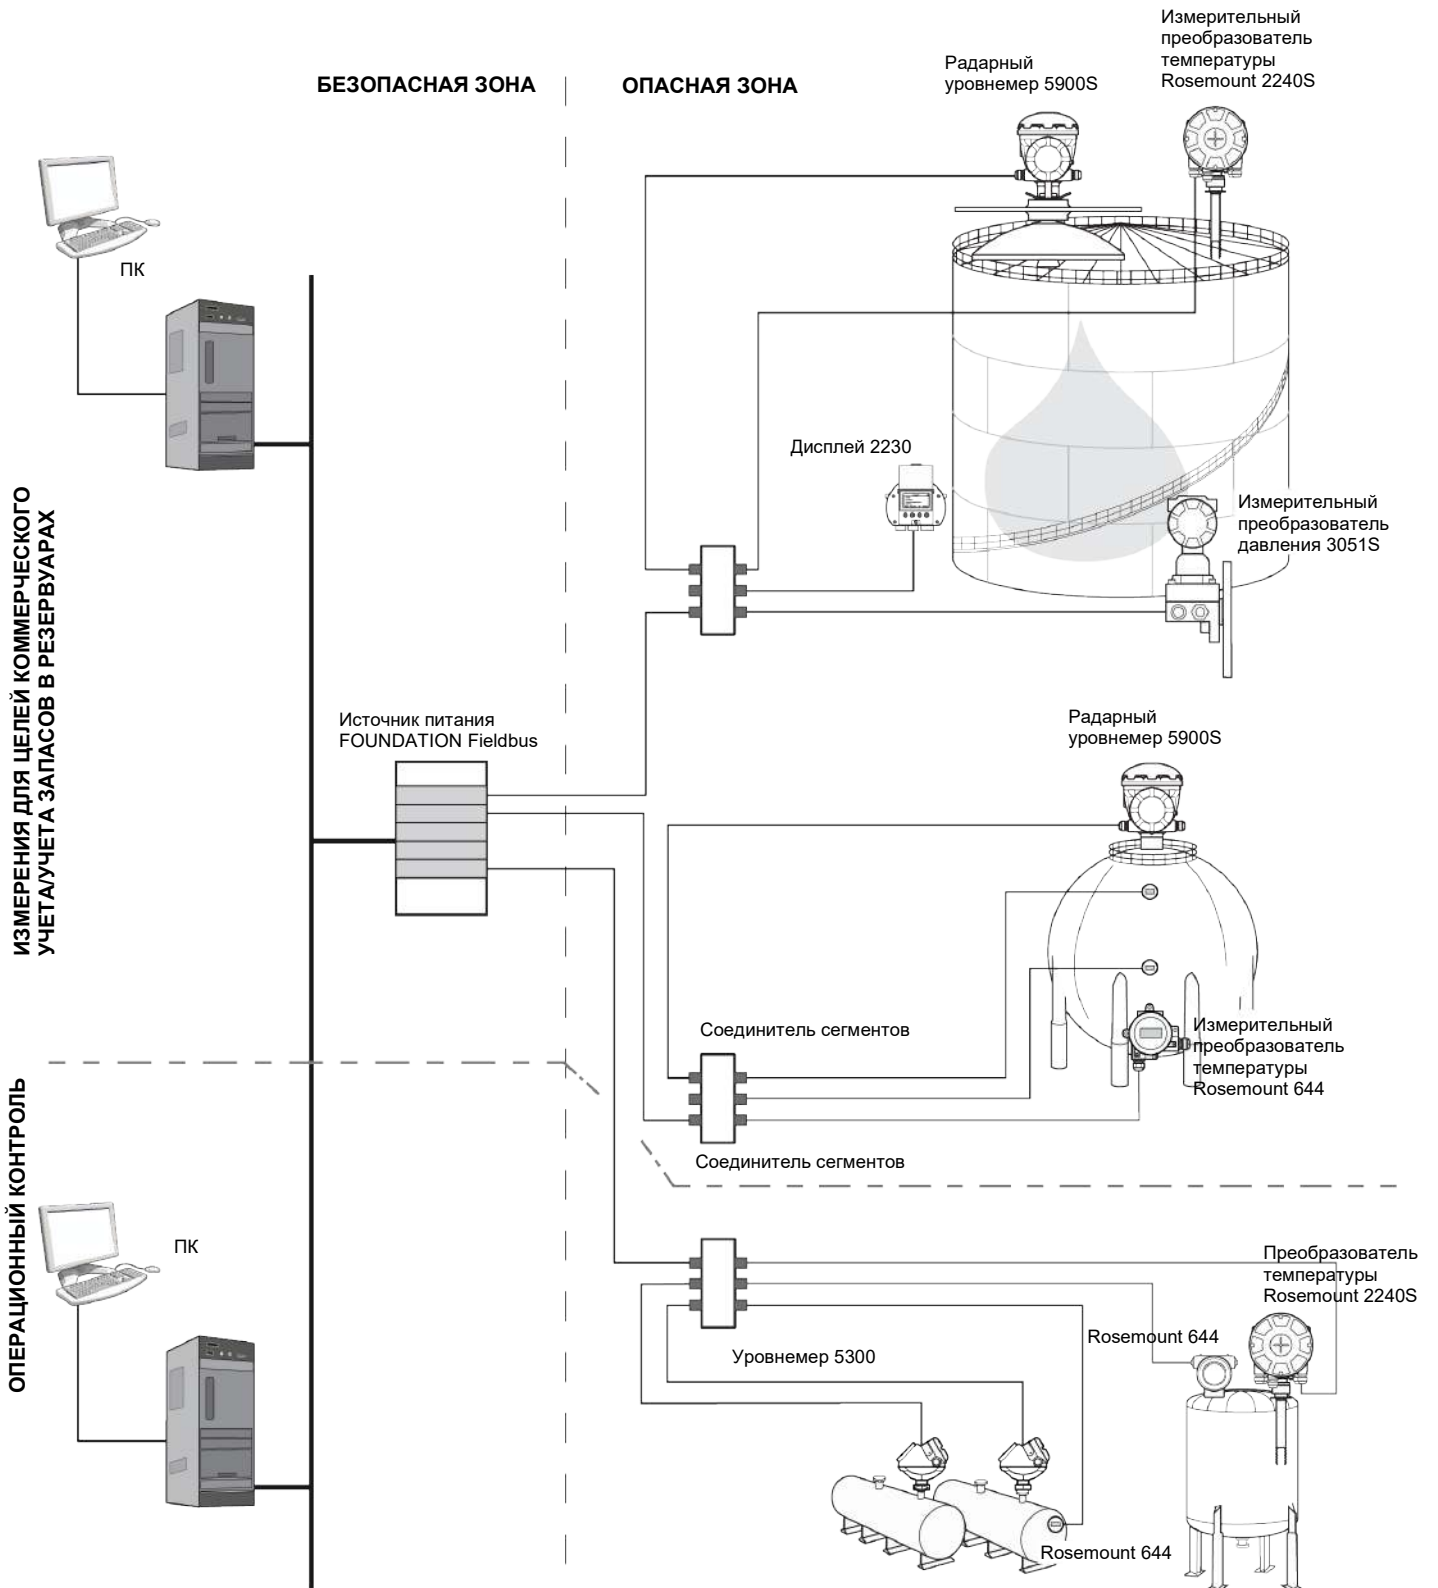 Измерительный
преобразователь
температуры
Rosemount 2240S
Радарный
уровнемер 5900S
БЕЗОПАСНАЯ ЗОНА
ОПАСНАЯ ЗОНА
ПК
Дисплей 2230
Измерительный
преобразователь
давления 3051S
ИЗМЕРЕНИЯ ДЛЯ ЦЕЛЕЙ КОММЕРЧЕСКОГО
УЧЕТА/УЧЕТА ЗАПАСОВ В РЕЗЕРВУАРАХ
Источник питания
FOUNDATION Fieldbus
Радарный
уровнемер 5900S
Соединитель сегментов
Измерительный
преобразователь
температуры
Rosemount 644
Соединитель сегментов
ОПЕРАЦИОННЫЙ КОНТРОЛЬ
ПК
Преобразователь
температуры
Rosemount 2240S
Rosemount 644
Уровнемер 5300
Rosemount 644